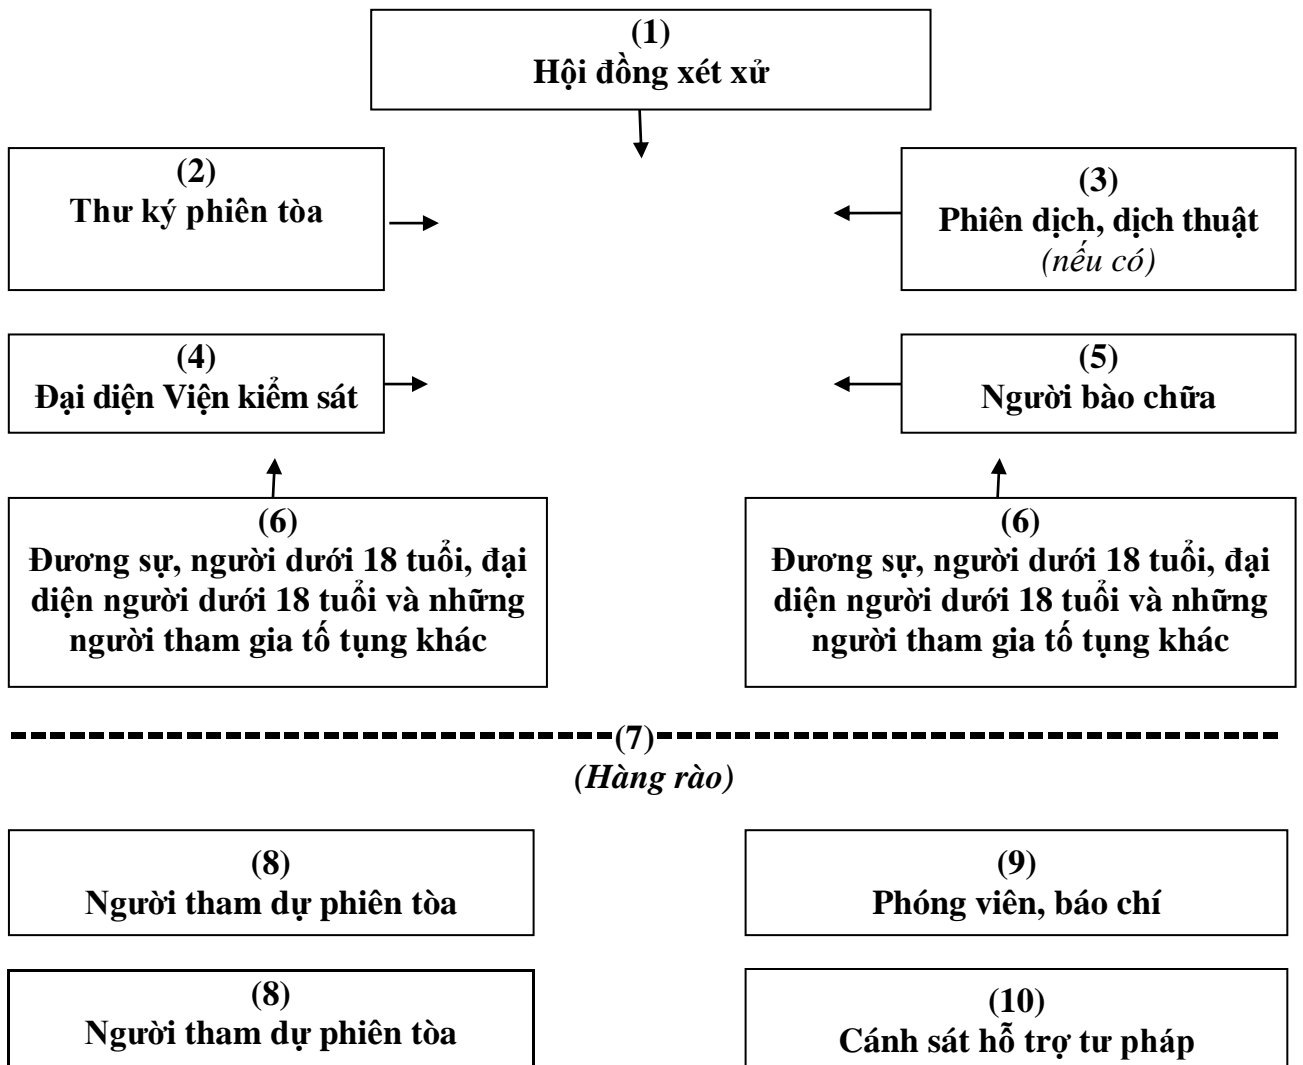 (1)
Hội đồng xét xử
(2)
Thư ký phiên tòa
(3)
Phiên dịch, dịch thuật
(nếu có)
(4)
Đại diện Viện kiểm sát
(5)
Người bào chữa
(6)
Đương sự, người dưới 18 tuổi, đại
diện người dưới 18 tuổi và những
người tham gia tố tụng khác
(6)
Đương sự, người dưới 18 tuổi, đại
diện người dưới 18 tuổi và những
người tham gia tố tụng khác
(7)
(Hàng rào)
(8)
Người tham dự phiên tòa
(9)
Phóng viên, báo chí
(8)
Người tham dự phiên tòa
(10)
Cánh sát hỗ trợ tư pháp